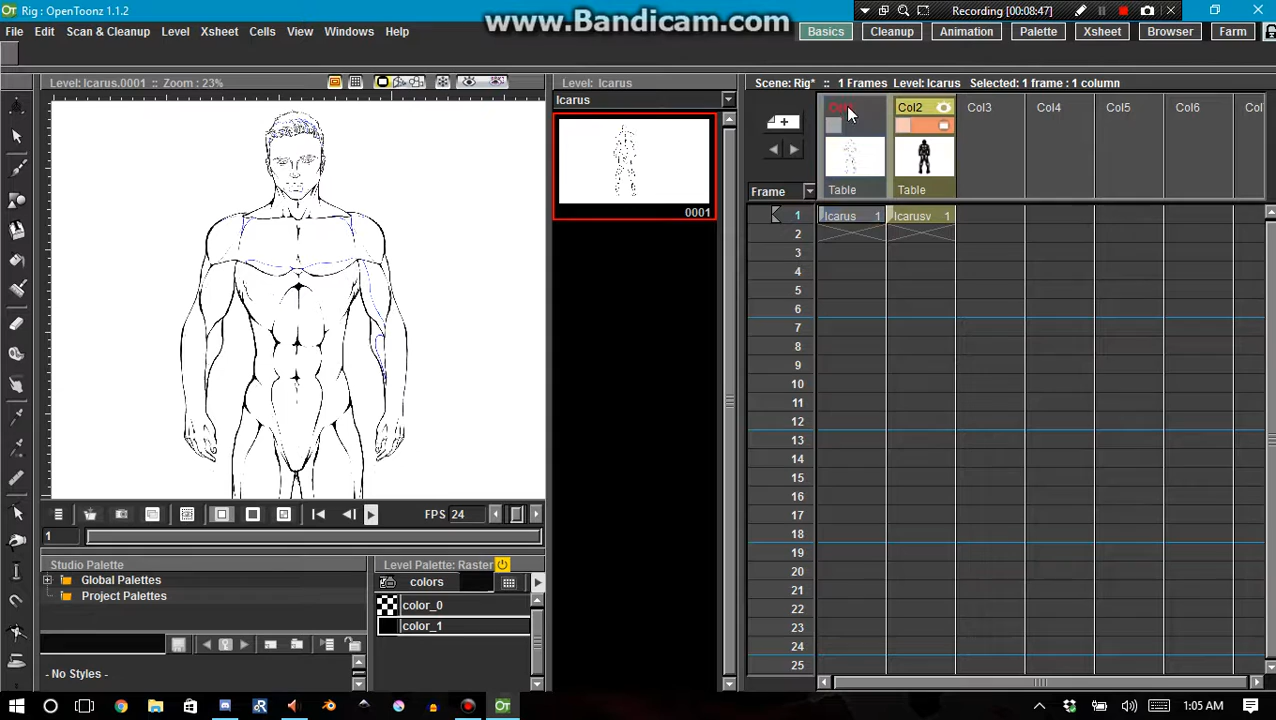 Rig : OpenToonz 1.1.2
www.Bandicam.com
Recording [00:08:47]
File Edit Scan & Cleanup Level Xsheet Cells View Windows Help
Basics Cleanup Animation Palette Xsheet Browser Farm
Level: Icarus.0001 :: Zoom : 23%
Level: Icarus
Scene: Rig* :: 1 Frames Level: Icarus Selected: 1 frame : 1 column
Icarus
Col2 Col3 Col4 Col5 Col6 Col
0001
Frame Table Table
1 Icarus 1 Icarusv 1
2
3
4
5
6
7
8
9
10
11
12
13
14
15
16
17
18
19
20
21
22
23
24
25
FPS 24
1
Studio Palette
Global Palettes
Project Palettes
- No Styles -
Level Palette: Raster
colors
color_0
color_1
1:05 AM